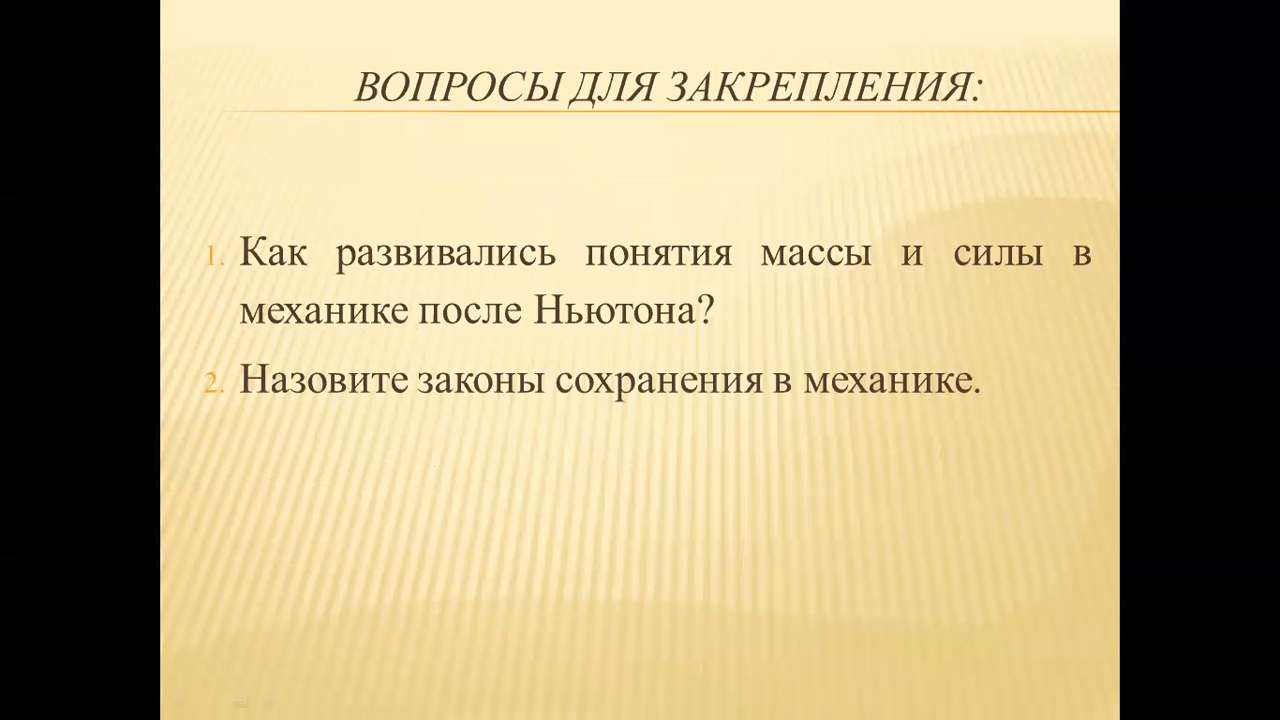 ВОПРОСЫ ДЛЯ ЗАКРЕПЛЕНИЯ:
1. Как развивались понятия массы и силы в
механике после Ньютона?
2. Назовите законы сохранения в механике.